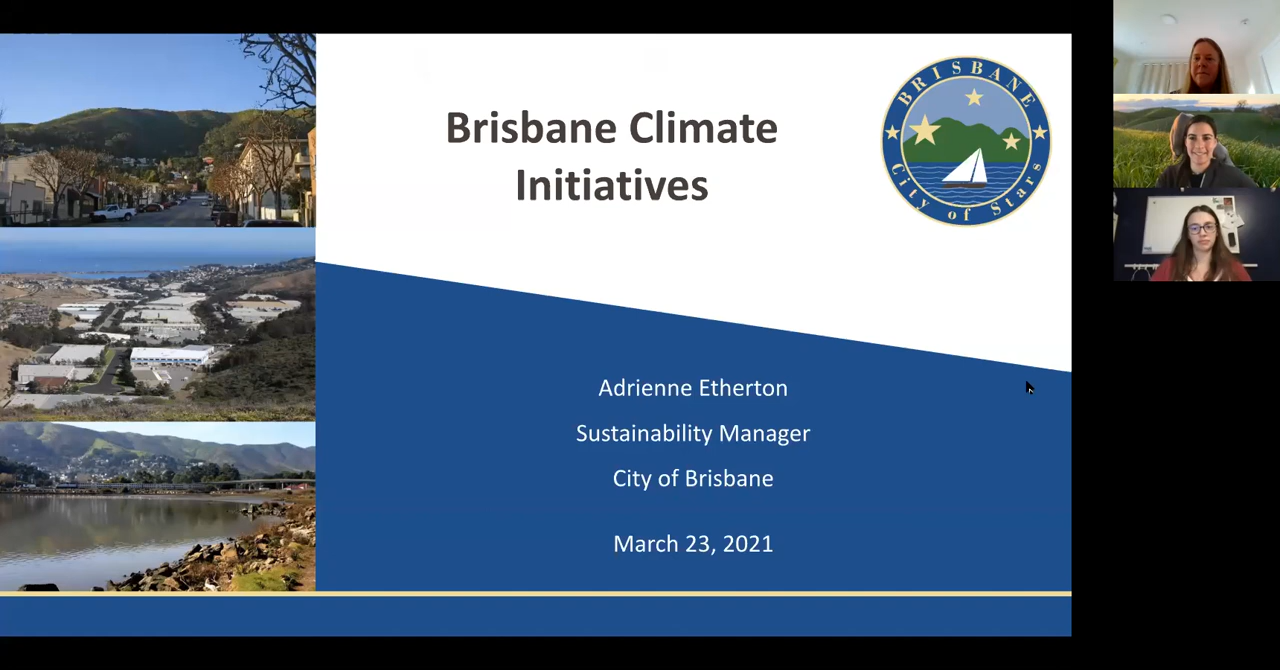 Brisbane Climate
Initiatives
BRISBANE
City of Stars
Adrienne Etherton
Sustainability Manager
City of Brisbane
March 23, 2021